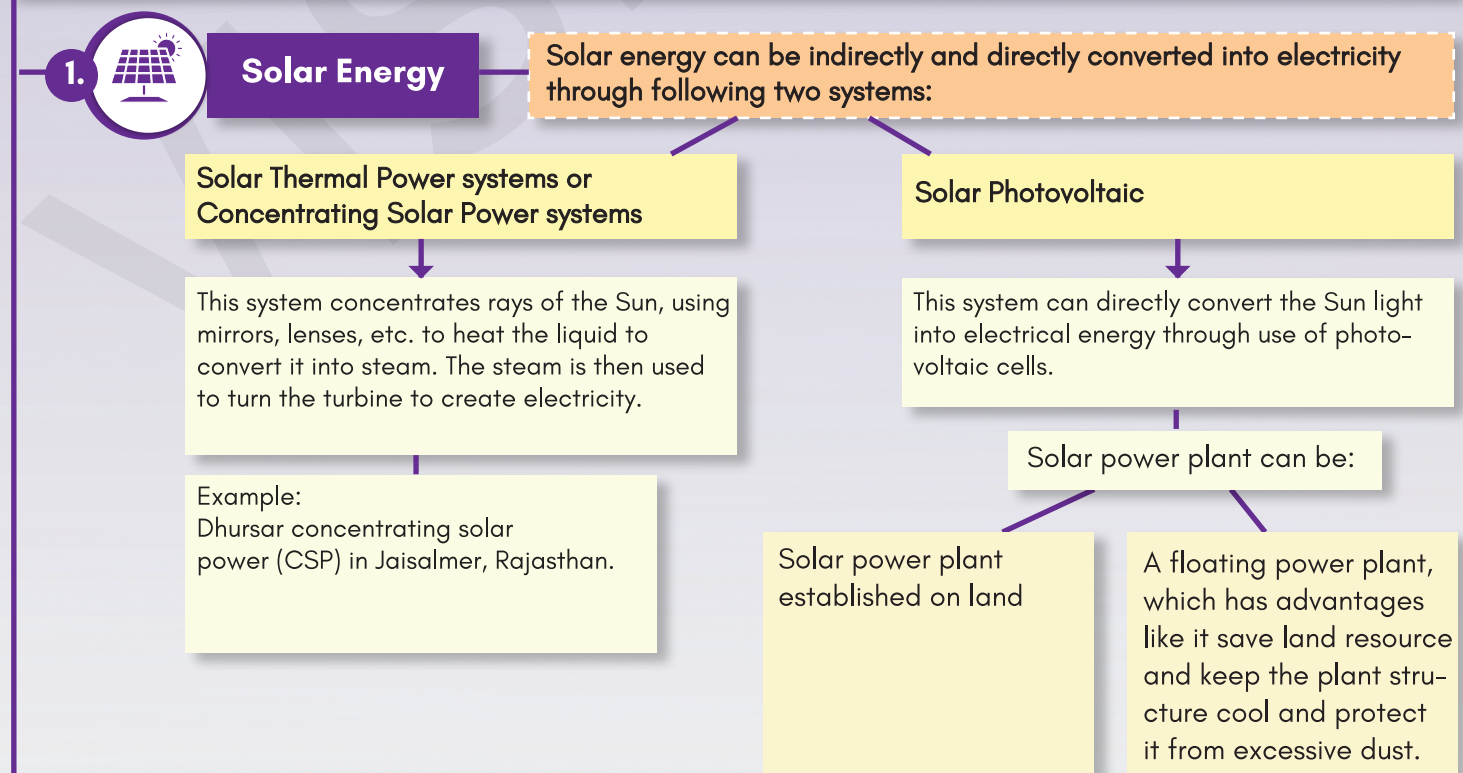 1.
Solar Energy
Solar energy can be indirectly and directly converted into electricity
through following two systems:
Solar Thermal Power systems or
Concentrating Solar Power systems
This system concentrates rays of the Sun, using
mirrors, lenses, etc. to heat the liquid to
convert it into steam. The steam is then used
to turn the turbine to create electricity.
Example:
Dhursar concentrating solar
power (CSP) in Jaisalmer, Rajasthan.
Solar Photovoltaic
This system can directly convert the Sun light
into electrical energy through use of photo-
voltaic cells.
Solar power plant can be:
Solar power plant
established on land
A floating power plant,
which has advantages
like it save land resource
and keep the plant stru-
cture cool and protect
it from excessive dust.